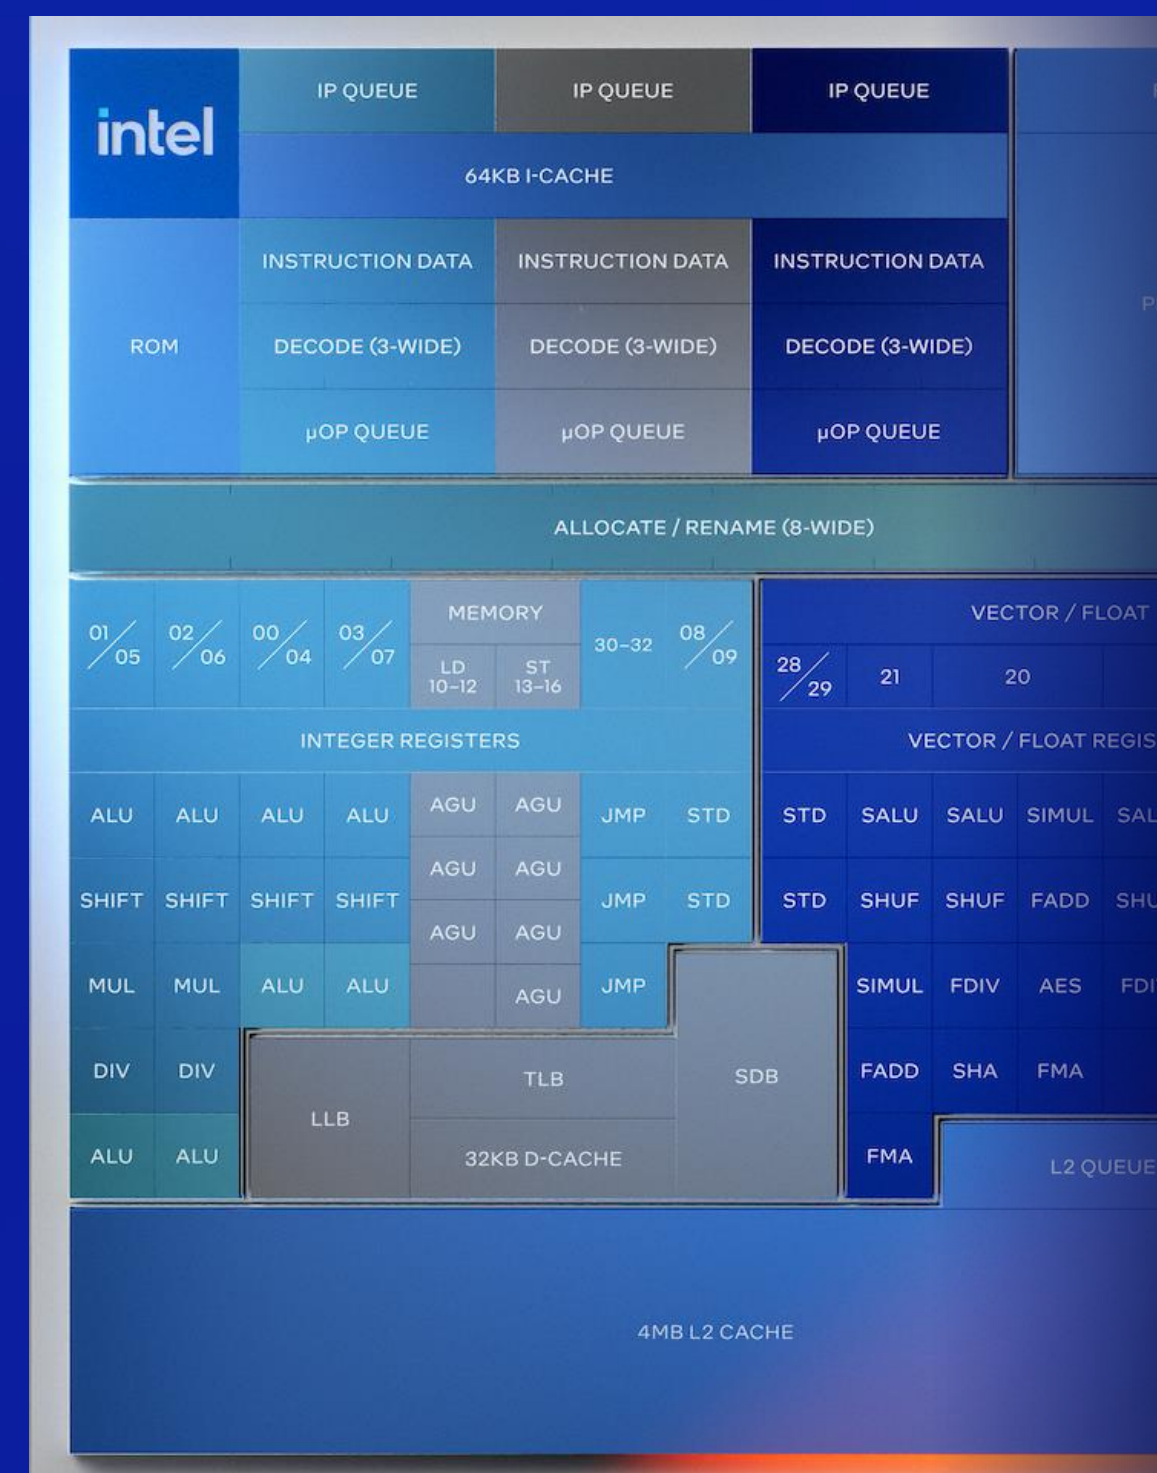 intel
IP QUEUE
IP QUEUE
IP QUEUE
64KB I-CACHE
INSTRUCTION DATA
INSTRUCTION DATA
INSTRUCTION DATA
ROM
DECODE (3-WIDE)
DECODE (3-WIDE)
DECODE (3-WIDE)
μOP QUEUE
μOP QUEUE
μOP QUEUE
ALLOCATE / RENAME (8-WIDE)
01/05
02/06
00/04
03/07
MEMORY
LD
10–12
ST
13–16
30–32
08/09
VECTOR / FLOAT
28/29
21
20
INTEGER REGISTERS
VECTOR / FLOAT REGIS
ALU ALU ALU ALU AGU AGU JMP STD STD SALU SALU SIMUL SAL
AGU AGU
SHIFT SHIFT SHIFT SHIFT JMP STD STD SHUF SHUF FADD SHU
AGU AGU
MUL MUL ALU ALU AGU JMP SIMUL FDIV AES FDI
DIV DIV TLB SDB FADD SHA FMA
LLB
ALU ALU 32KB D-CACHE FMA L2 QUEUE
4MB L2 CACHE